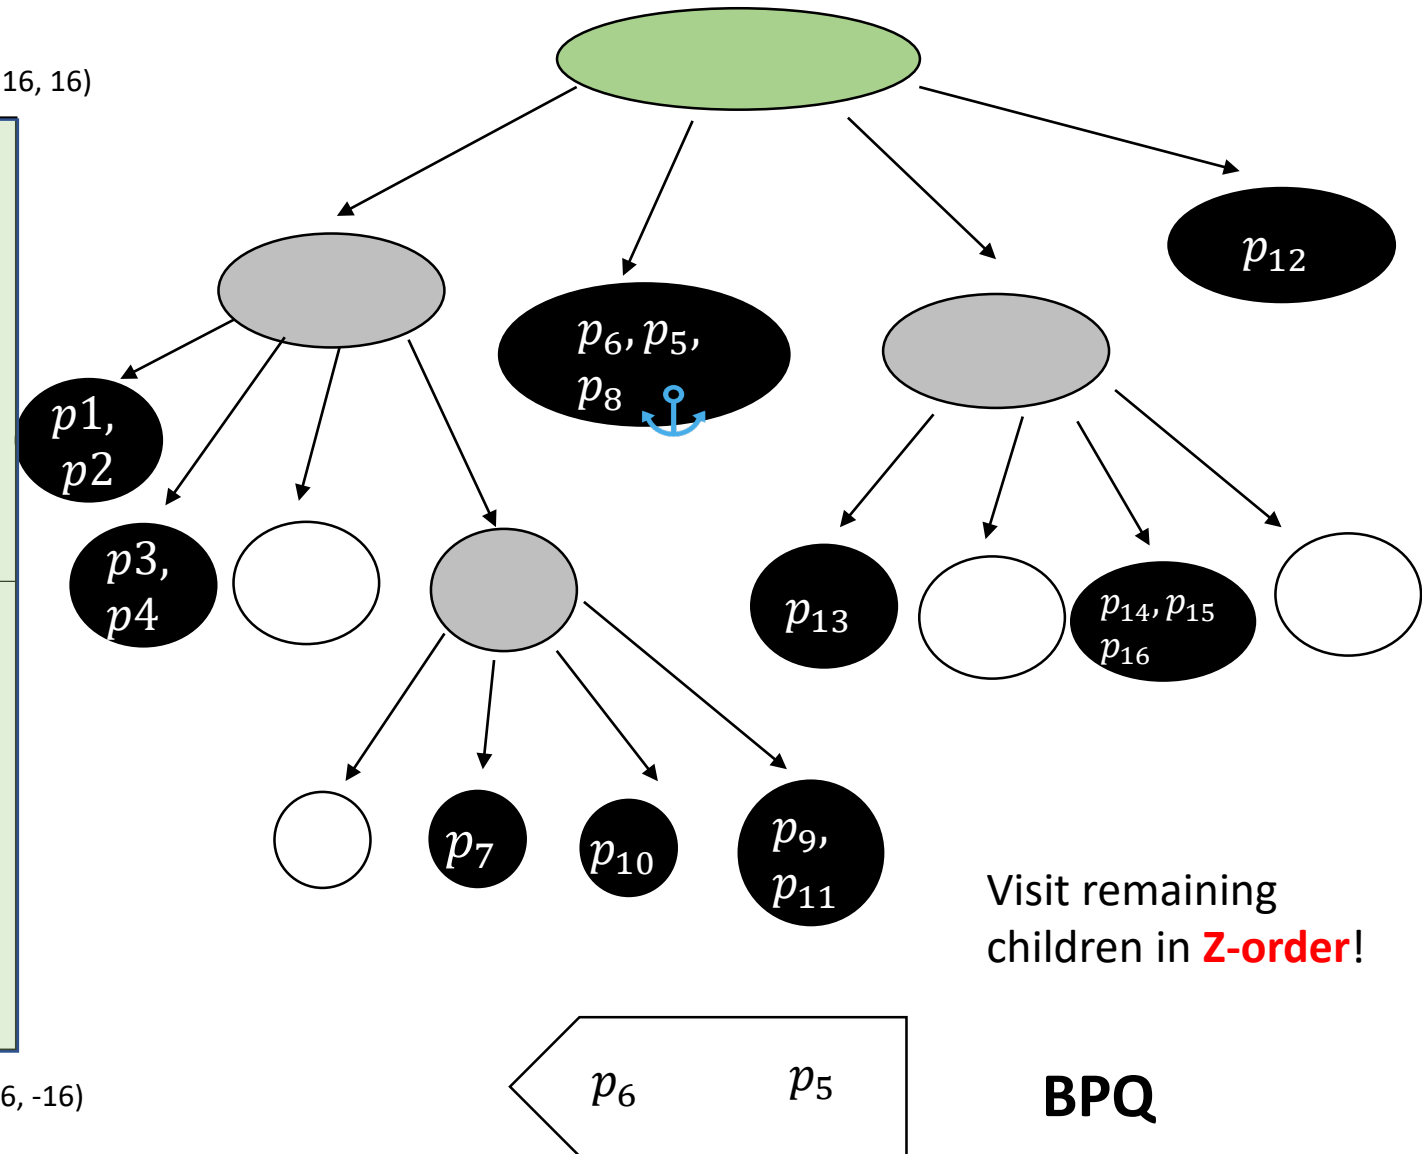 16, 16)
p₁₂
p₆, p₅,
p₈
p1,
p2
p3,
p4
p₁₃
p₁₄, p₁₅
p₁₆
p₇
p₁₀
p₉,
p₁₁
Visit remaining
children in Z-order!
p₆ p₅
BPQ
6, -16)